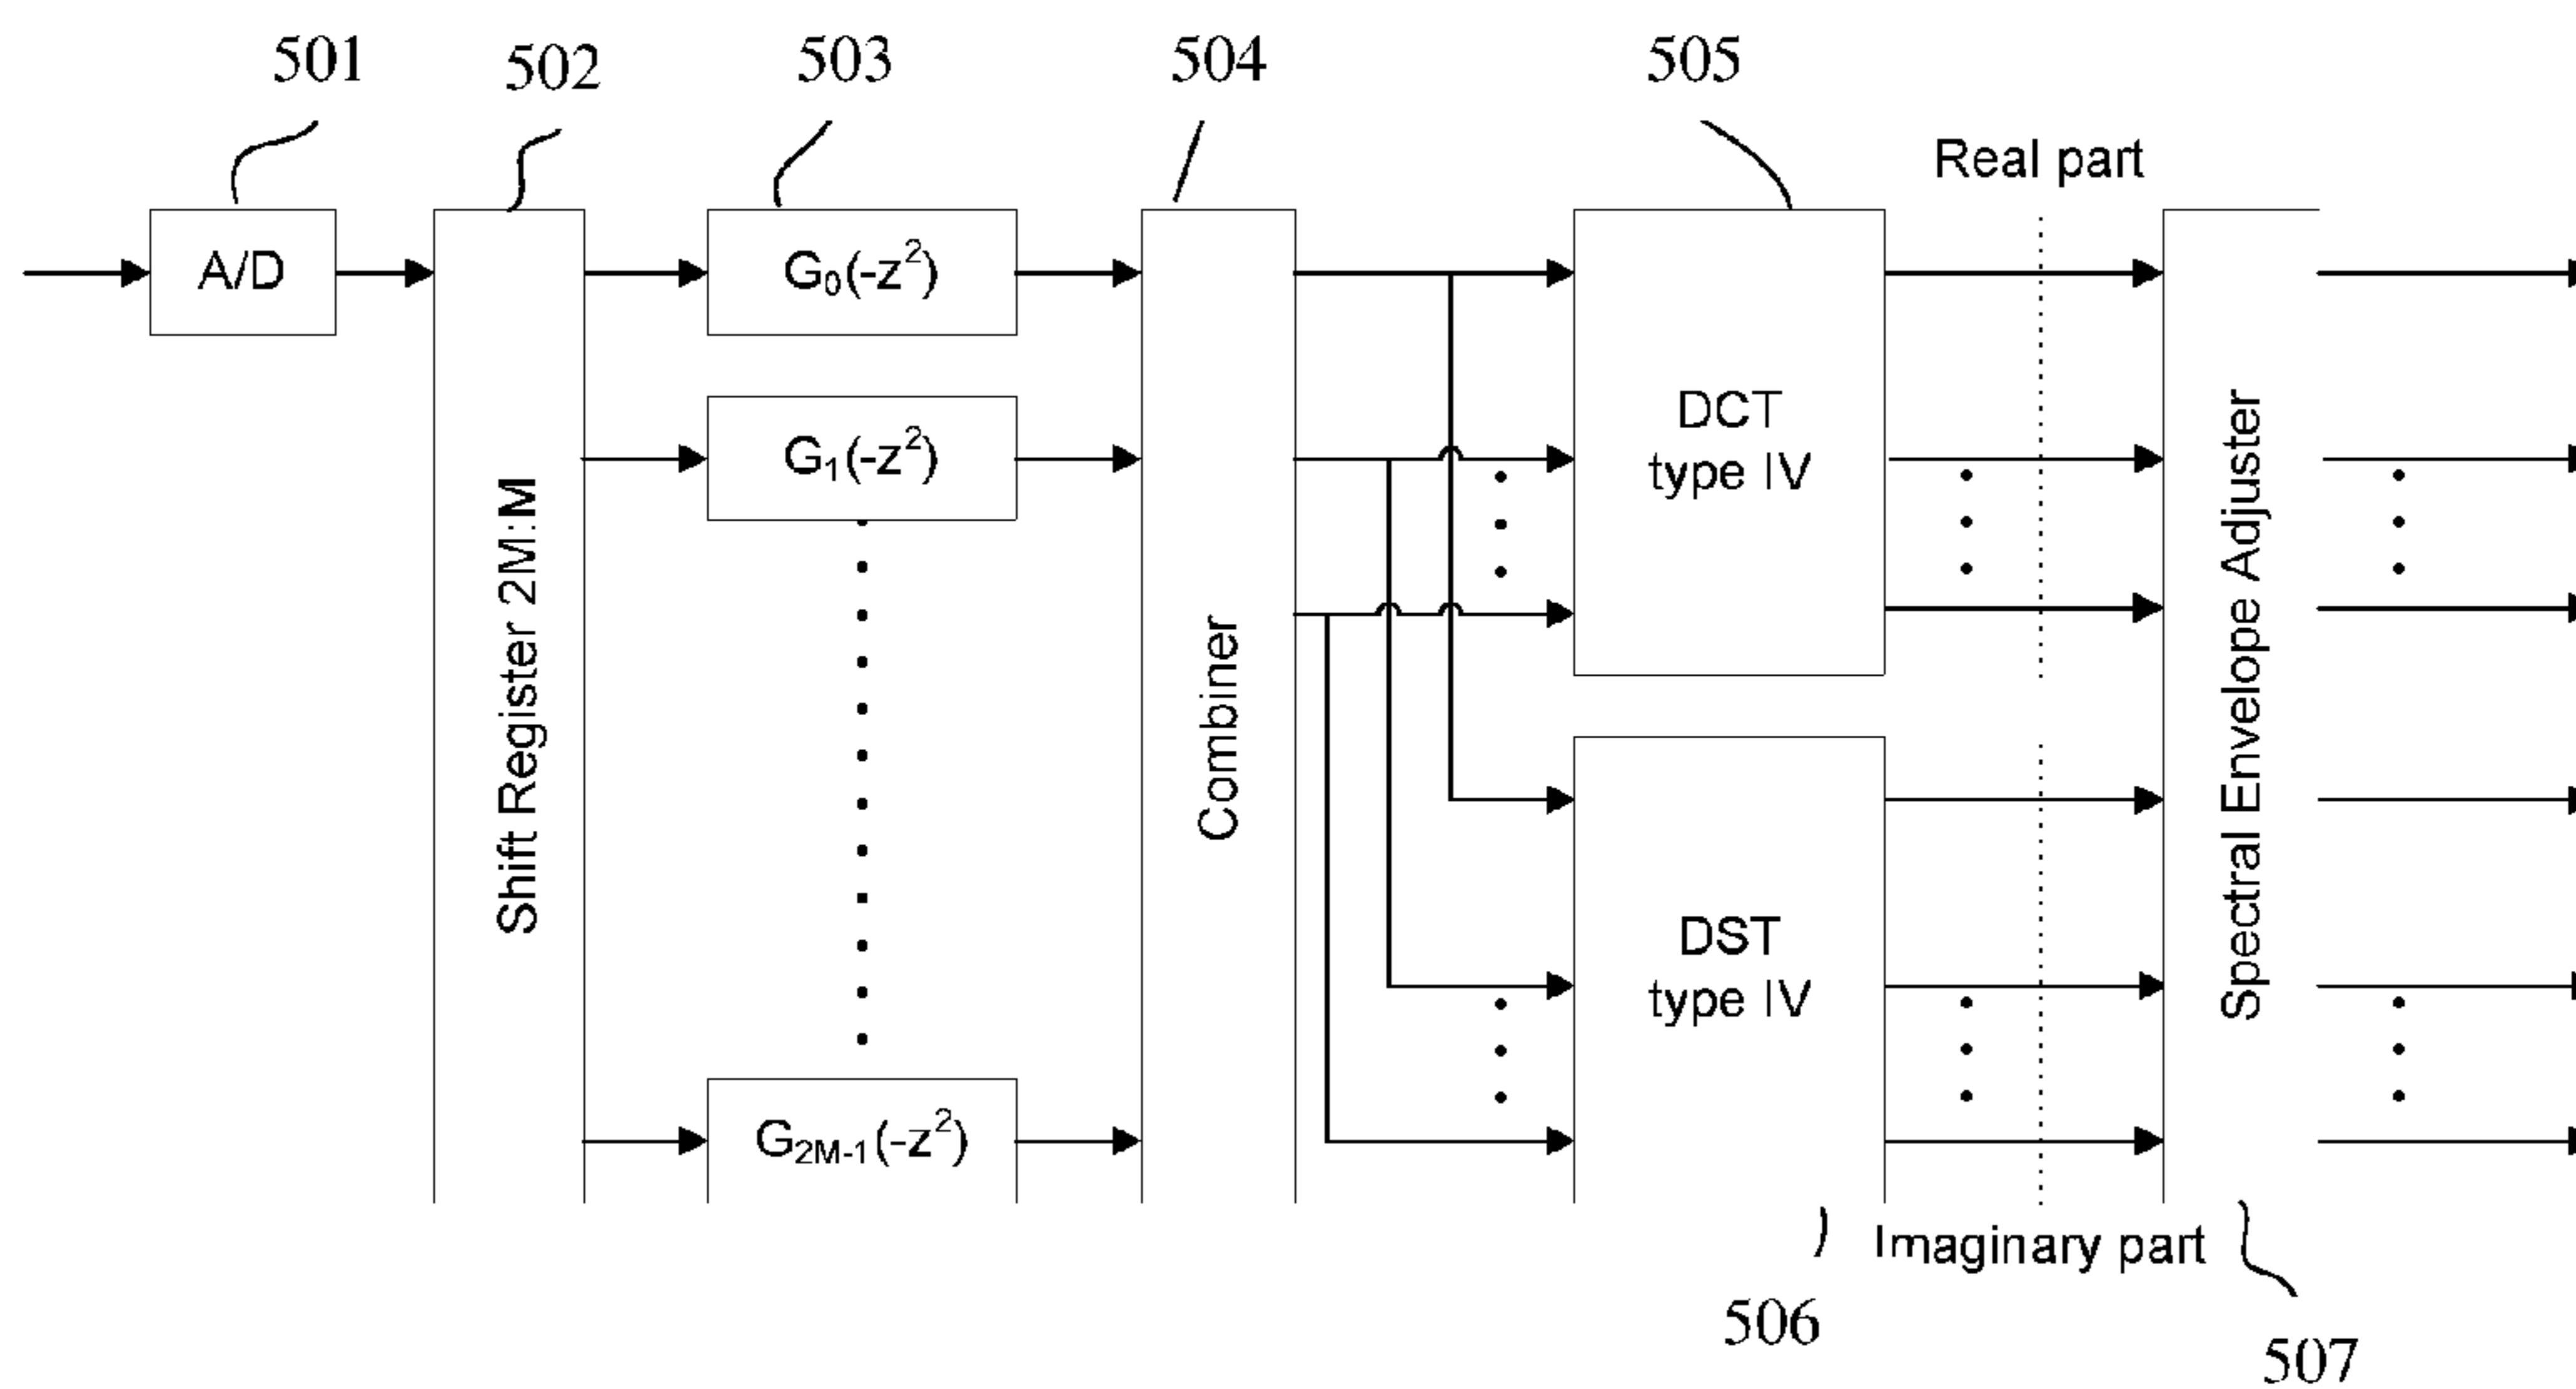 501
502
503
504
505
Real part
A/D
Shift Register 2M:M
G₀(-z²)
G₁(-z²)
G₂M-₁(-z²)
Combiner
DCT
type IV
DST
type IV
Spectral Envelope Adjuster
Imaginary part
506
507